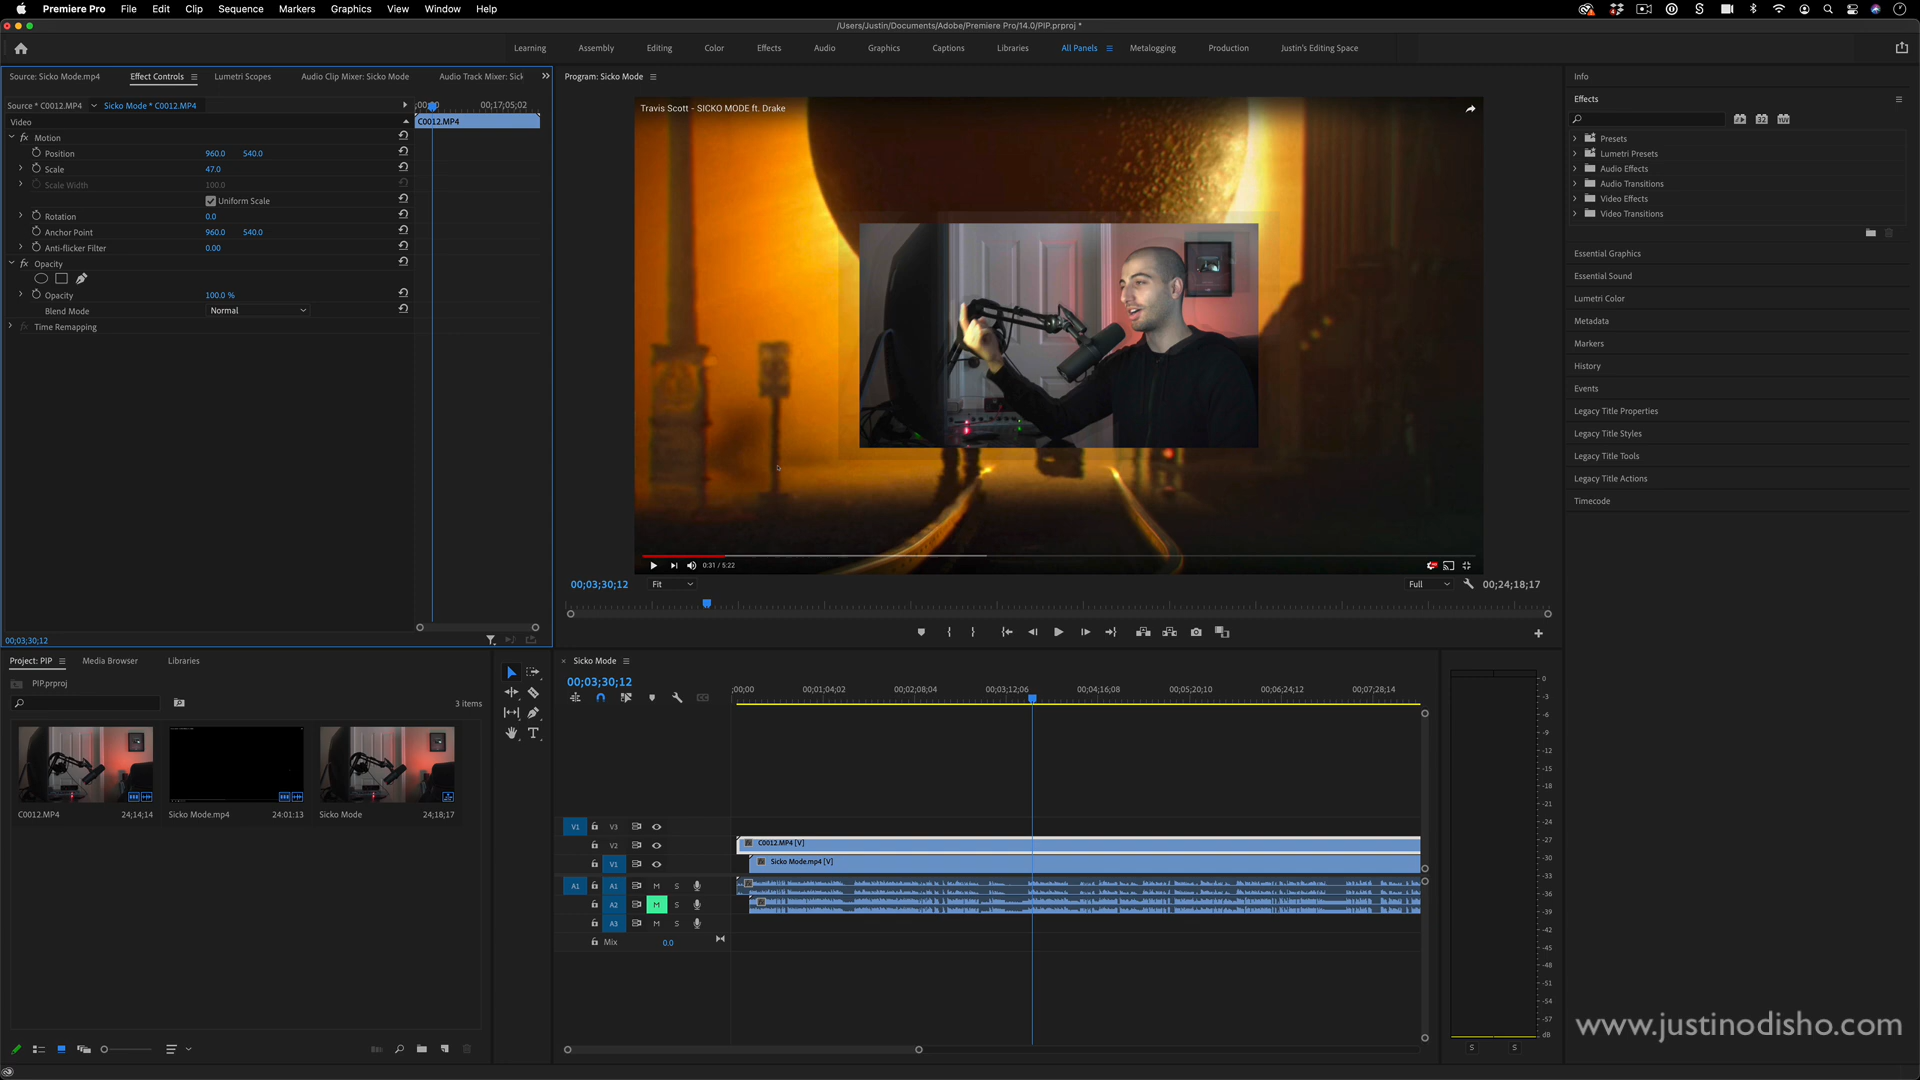 Premiere Pro File Edit Clip Sequence Markers Graphics View Window Help
/Users/Justin/Documents/Adobe/Premiere Pro/14.0/PIP.prproj *
Learning Assembly Editing Color Effects Audio Graphics Captions Libraries All Panels Metalogging Production Justin's Editing Space
Source: Sicko Mode.mp4 Effect Controls Lumetri Scopes Audio Clip Mixer: Sicko Mode Audio Track Mixer: Sick
Source * C0012.MP4 Sicko Mode * C0012.MP4 00;17;05;02
Video C0012.MP4
fx Motion
Position 960.0 540.0
Scale 47.0
Scale Width 100.0
Uniform Scale
Rotation 0.0
Anchor Point 960.0 540.0
Anti-flicker Filter 0.00
fx Opacity
Opacity 100.0 %
Blend Mode Normal
fx Time Remapping
00;03;30;12
Program: Sicko Mode
Travis Scott - SICKO MODE ft. Drake
0:31 / 5:22
00;03;30;12 Fit Full 00;24;18;17
Info
Effects
Presets
Lumetri Presets
Audio Effects
Audio Transitions
Video Effects
Video Transitions
Essential Graphics
Essential Sound
Lumetri Color
Metadata
Markers
History
Events
Legacy Title Properties
Legacy Title Styles
Legacy Title Tools
Legacy Title Actions
Timecode
Project: PIP Media Browser Libraries
PIP.prproj
3 items
C0012.MP4 24;14;14 Sicko Mode.mp4 24:01:13 Sicko Mode 24;18;17
Sicko Mode
00;03;30;12
;00;00 00;01;04;02 00;02;08;04 00;03;12;06 00;04;16;08 00;05;20;10 00;06;24;12 00;07;28;14
V1 V3
V2 C0012.MP4 [V]
V1 Sicko Mode.mp4 [V]
A1 A1 M S
A2 M S
A3 M S
Mix 0.0
0
-3
-6
-9
-12
-15
-18
-21
-24
-27
-30
-33
-36
-39
-42
-45
-48
-51
-54
-57
dB
S S
www.justinodisho.com